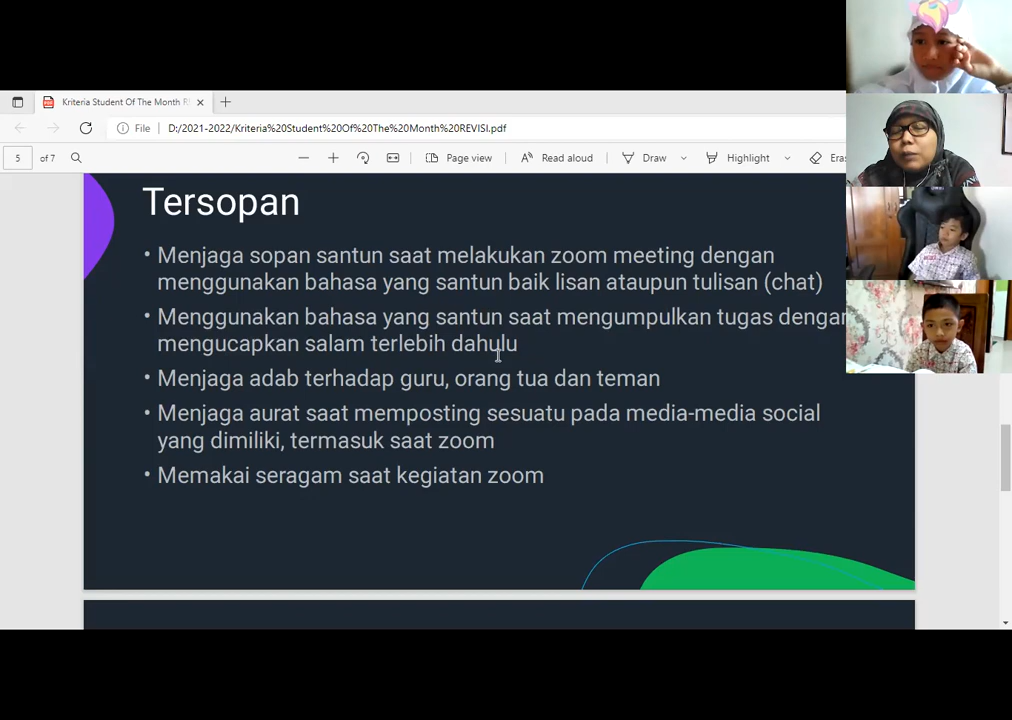 Kriteria Student Of The Month R
File D:/2021-2022/Kriteria%20Student%20Of%20The%20Month%20REVISI.pdf
5 of 7 Page view Read aloud Draw Highlight Eras
Tersopan
• Menjaga sopan santun saat melakukan zoom meeting dengan
menggunakan bahasa yang santun baik lisan ataupun tulisan (chat)
• Menggunakan bahasa yang santun saat mengumpulkan tugas dengan
mengucapkan salam terlebih dahulu
• Menjaga adab terhadap guru, orang tua dan teman
• Menjaga aurat saat memposting sesuatu pada media-media social
yang dimiliki, termasuk saat zoom
• Memakai seragam saat kegiatan zoom